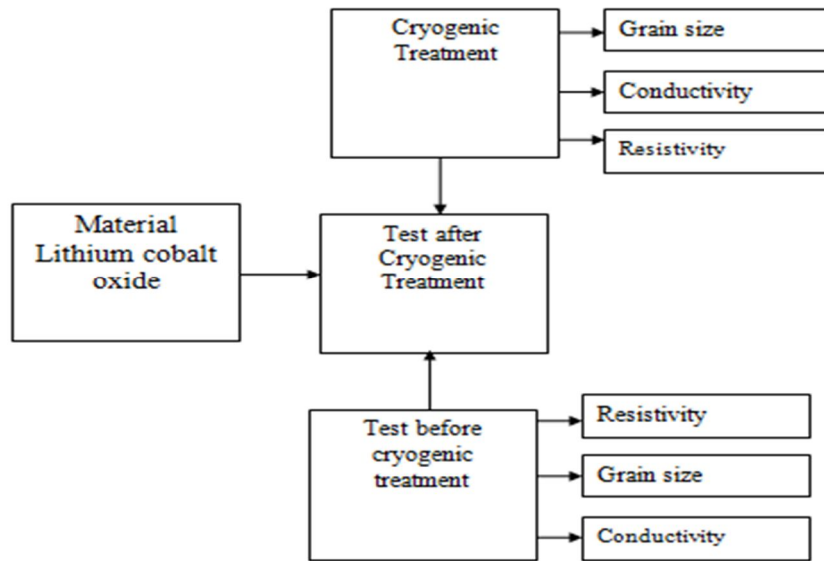 Cryogenic
Treatment
Grain size
Conductivity
Resistivity
Material
Lithium cobalt
oxide
Test after
Cryogenic
Treatment
Test before
cryogenic
treatment
Resistivity
Grain size
Conductivity